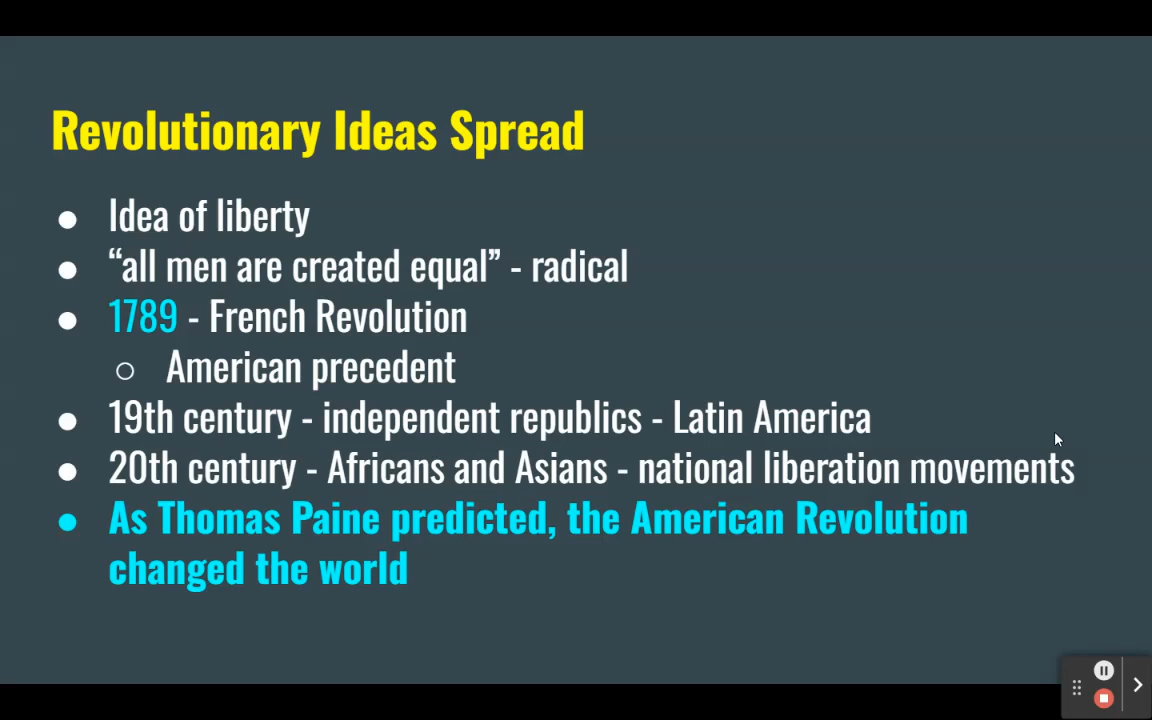 Revolutionary Ideas Spread
● Idea of liberty
● “all men are created equal” - radical
● 1789 - French Revolution
○ American precedent
● 19th century - independent republics - Latin America
● 20th century - Africans and Asians - national liberation movements
● As Thomas Paine predicted, the American Revolution
changed the world